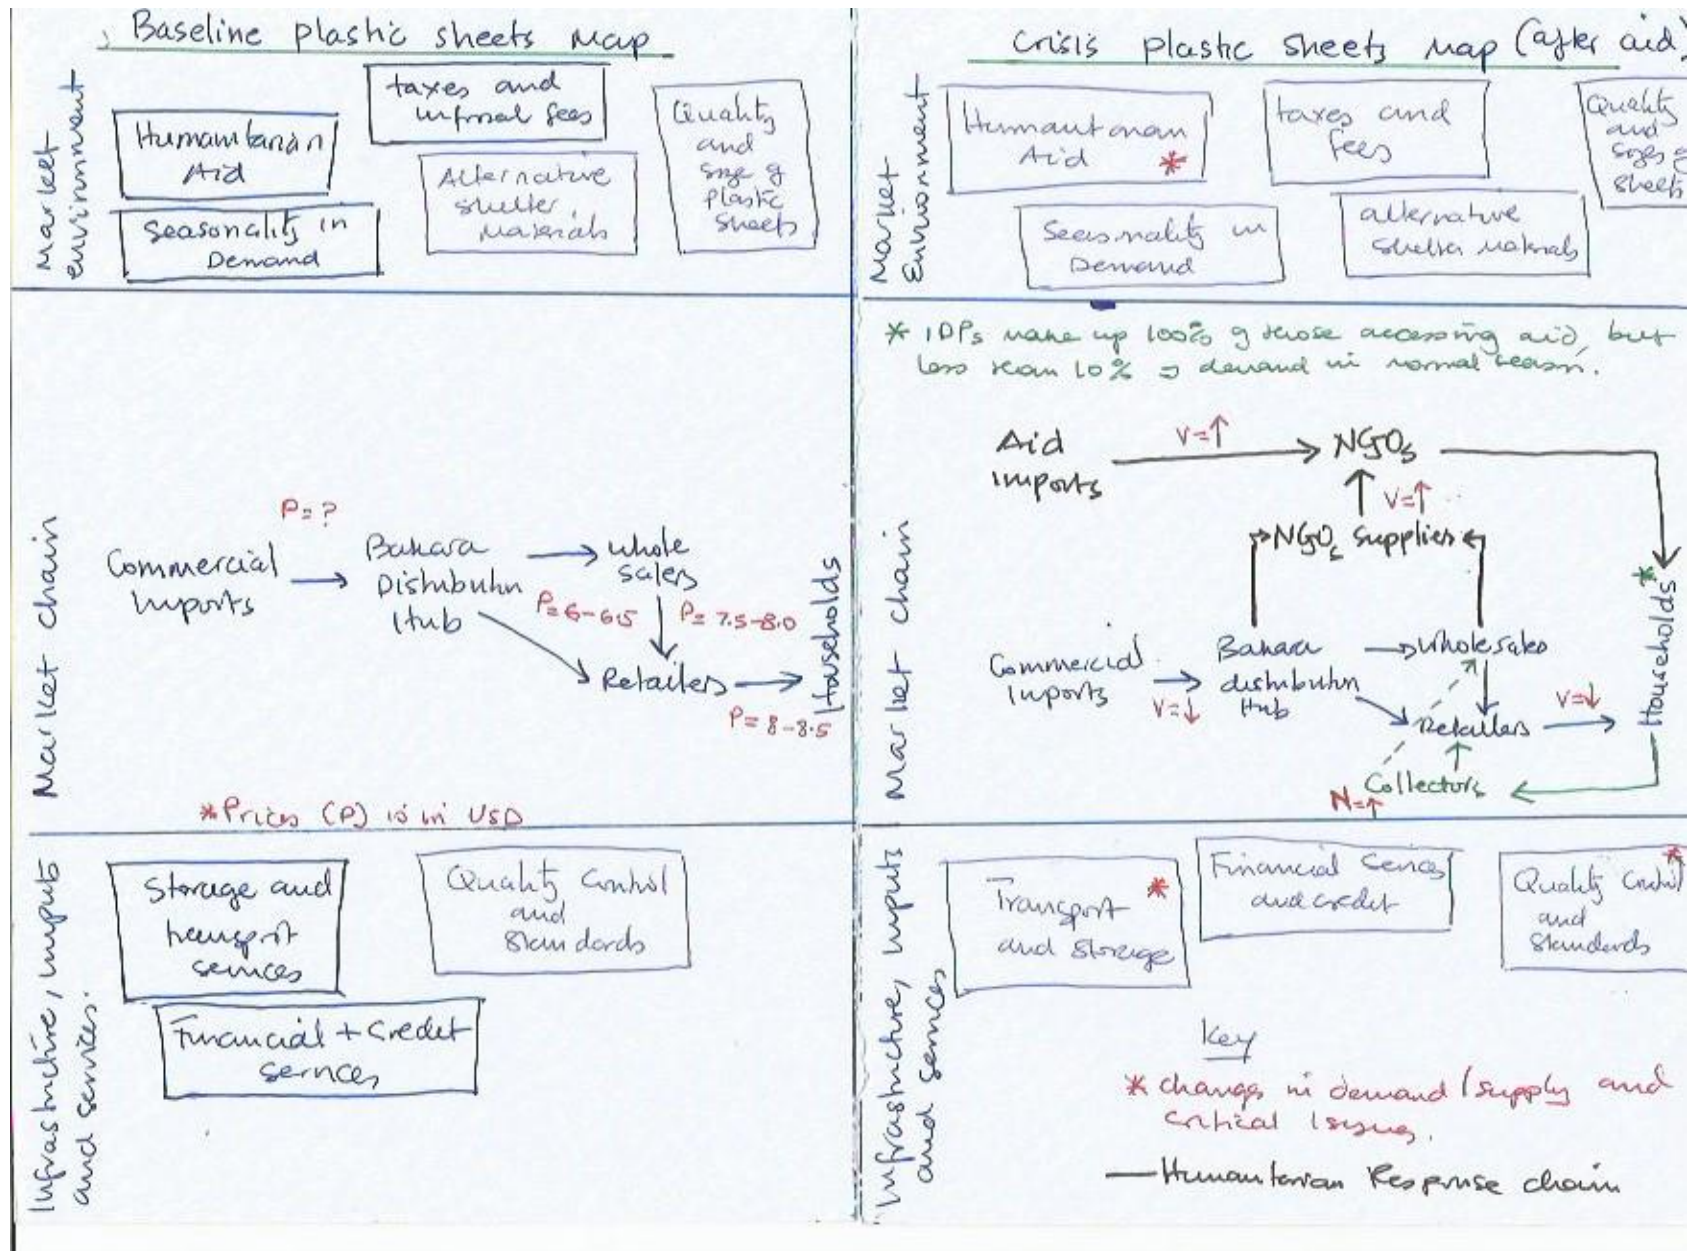 Baseline plastic sheets Map
Market
environment
Humanitarian
Aid
taxes and
informal fees
Seasonality in
Demand
Alternative
shelter
Materials
Quality
and
size of
plastic
sheets
Market chain
P=?
Commercial
Imports
Bakara
Distribution
Hub
whole
salers
P=6-6.5
P=7.5-8.0
Retailers
P=8-8.5
Households
*Prices (P) is in USD
Infrastructure, Inputs
and services.
Storage and
transport
services
Quality Control
and
Standards
Financial + Credit
services
Crisis plastic sheets Map (after aid)
Market
Environment
Humanitarian
Aid *
taxes and
fees
Quality
and
sizes of
sheets
Seasonality in
Demand
alternative
shelter materials
* IDPs make up 100% of those accessing aid, but
less than 10% of demand in normal season.
Market chain
Aid
imports
V=↑
NGOs
V=↑
NGOs supplies
Commercial
Imports
V=↓
Bakara
distribution
Hub
wholesalers
Retailers
V=↓
Households
*
Collectors
N=↑
Infrastructure, Inputs
and services
Transport *
and Storage
Financial Services
and credit
Quality Control *
and
Standards
Key
* changes in demand/supply and
critical issues.
— Humanitarian Response chain